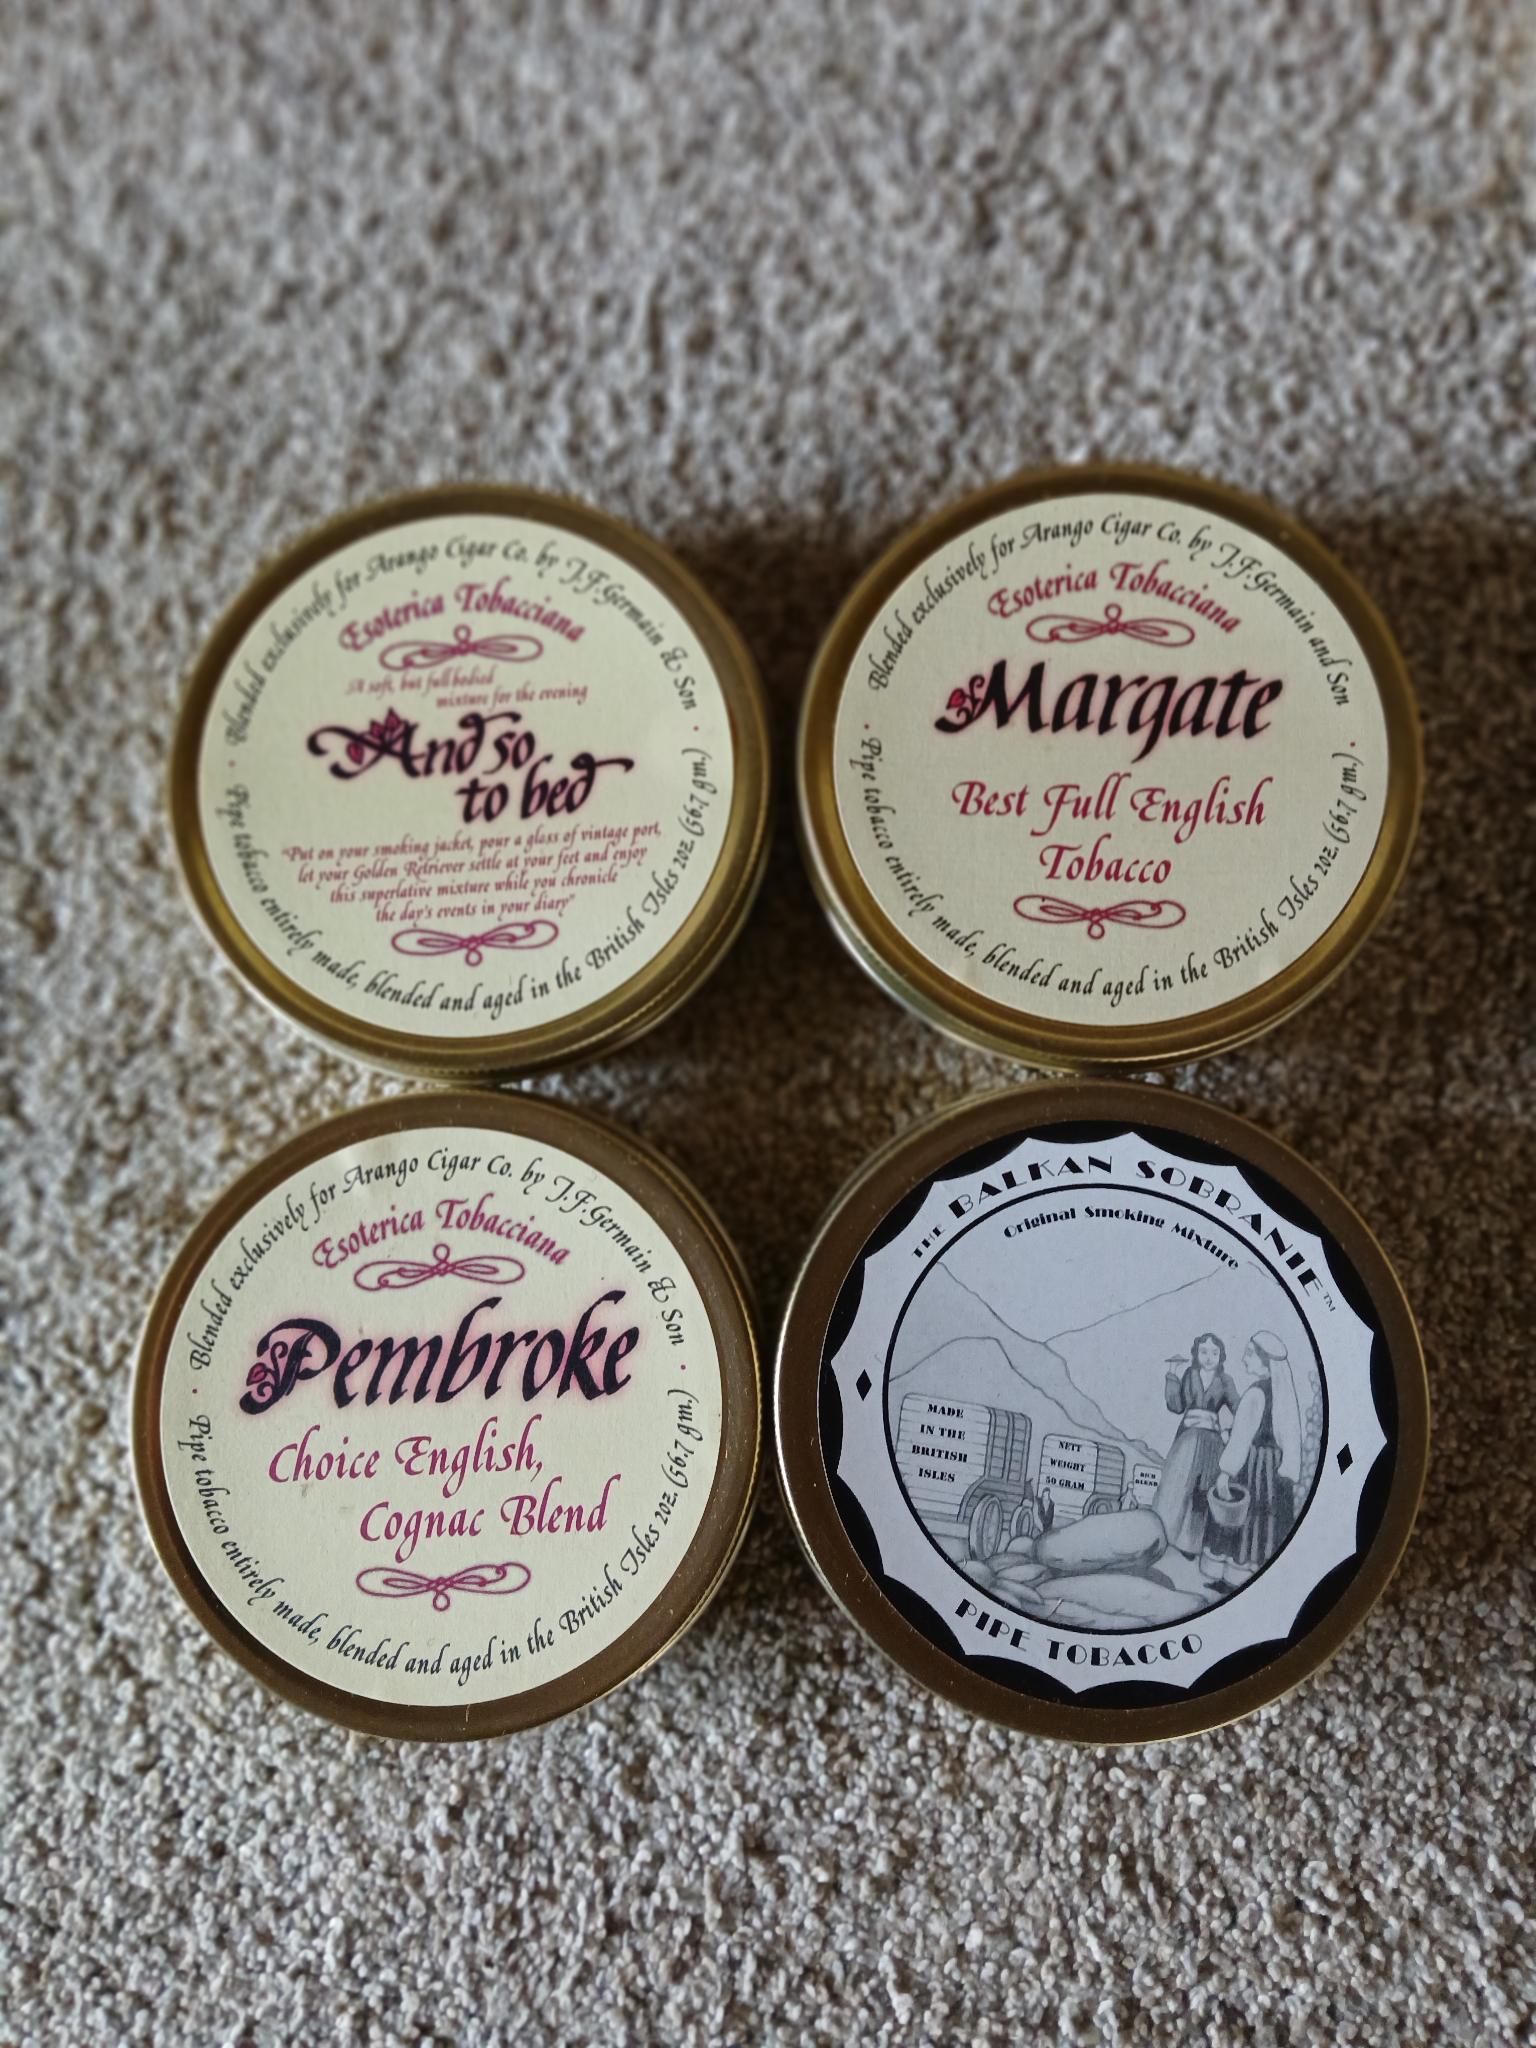 Blended exclusively for Arango Cigar Co. by J.F.Germain & Son
Esoterica Tobacciana
A soft, but full bodied
mixture for the evening
And so
to bed
"Put on your smoking jacket, pour a glass of vintage port,
let your Golden Retriever settle at your feet and enjoy
this superlative mixture while you chronicle
the day's events in your diary"
Pipe tobacco entirely made, blended and aged in the British Isles 2oz. (56.7 gm.)
Blended exclusively for Arango Cigar Co. by J.F.Germain and Son
Esoterica Tobacciana
Margate
Best Full English
Tobacco
Pipe tobacco entirely made, blended and aged in the British Isles 2oz. (56.7 gm.)
Blended exclusively for Arango Cigar Co. by J.F.Germain & Son
Esoterica Tobacciana
Pembroke
Choice English,
Cognac Blend
Pipe tobacco entirely made, blended and aged in the British Isles 2oz. (56.7 gm.)
THE BALKAN SOBRANIE™
Original Smoking Mixture
MADE
IN THE
BRITISH
ISLES
NETT
WEIGHT
50 GRAM
RICH
BLEND
PIPE TOBACCO